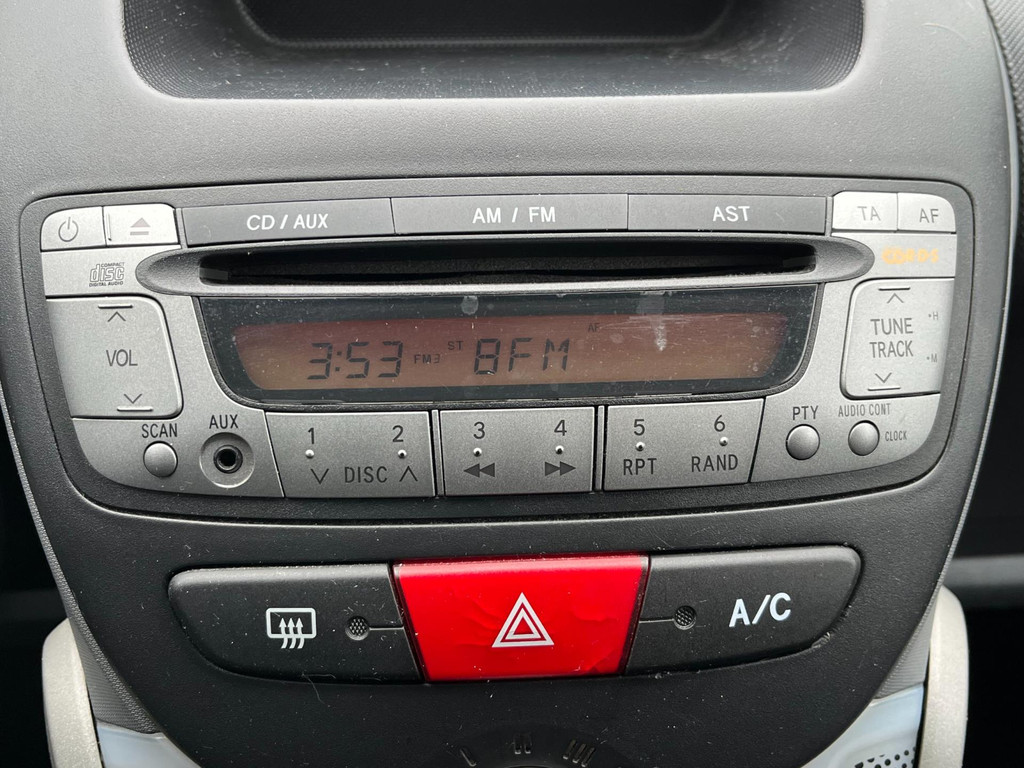 CD / AUX AM / FM AST TA AF
COMPACT
disc
DIGITAL AUDIO
RDS
VOL
3:53 FM3 ST 8FM AF
TUNE
TRACK
H
M
SCAN AUX
1 2 3 4 5 6
DISC RPT RAND
PTY AUDIO CONT
CLOCK
A/C